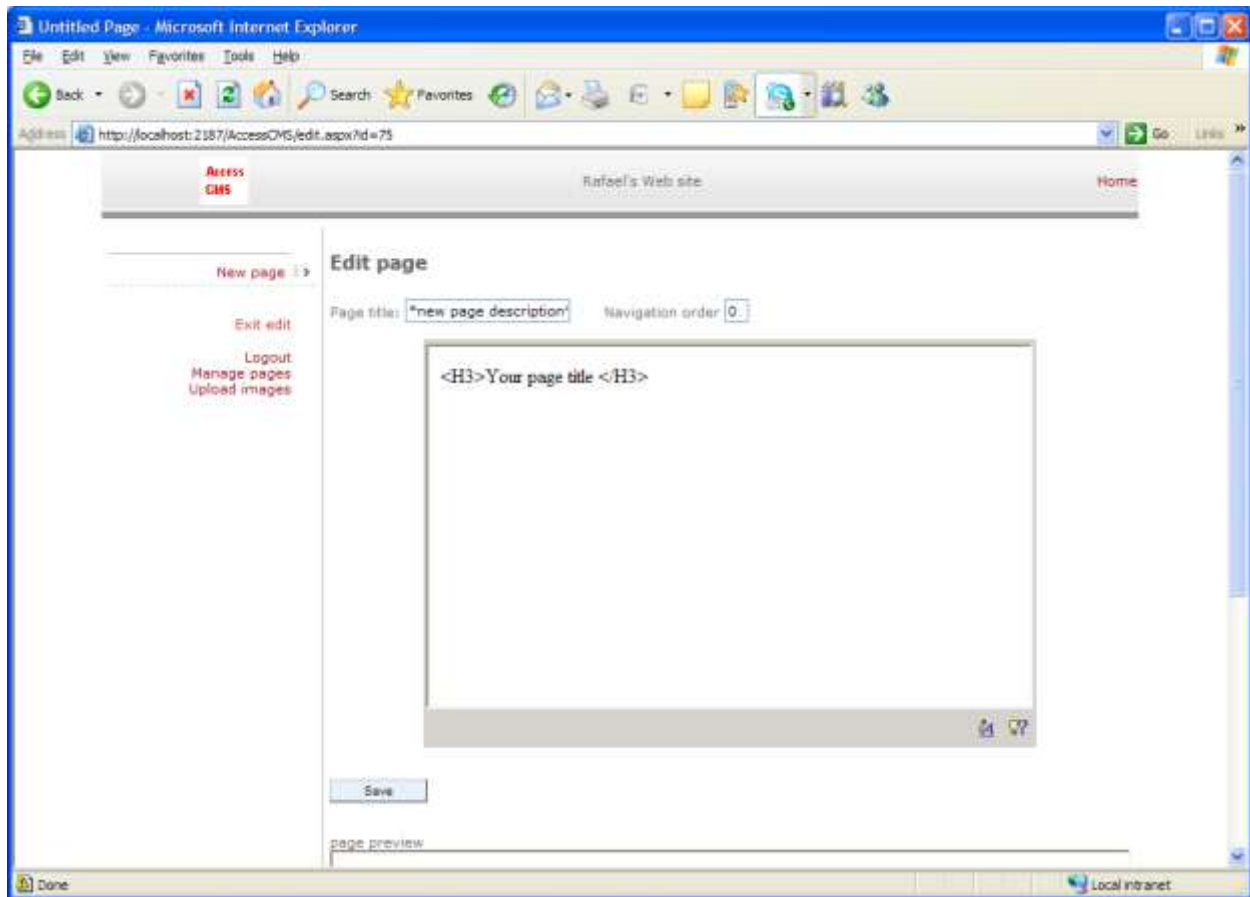 Untitled Page - Microsoft Internet Explorer
File Edit View Favorites Tools Help
Back Search Favorites
Address http://localhost:2187/AccessCMS/edit.aspx?id=75 Go Links »
Access
CMS
Rafael's Web site Home
New page
Edit page
Page title: *new page description* Navigation order 0
Exit edit
Logout
Manage pages
Upload images
<H3>Your page title </H3>
Save
page preview
Done Local intranet